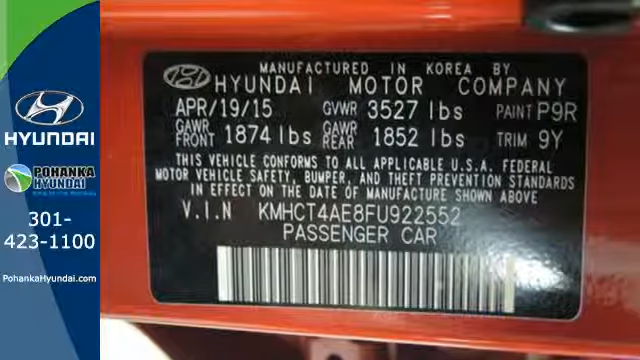 HYUNDAI
POHANKA
HYUNDAI
301-
423-1100
PohankaHyundai.com
MANUFACTURED IN KOREA BY
HYUNDAI MOTOR COMPANY
APR/19/15 GVWR 3527 lbs PAINT P9R
GAWR FRONT 1874 lbs GAWR REAR 1852 lbs TRIM 9Y
THIS VEHICLE CONFORMS TO ALL APPLICABLE U.S.A. FEDERAL
MOTOR VEHICLE SAFETY, BUMPER, AND THEFT PREVENTION STANDARDS
IN EFFECT ON THE DATE OF MANUFACTURE SHOWN ABOVE
V.I.N KMHCT4AE8FU922552
PASSENGER CAR